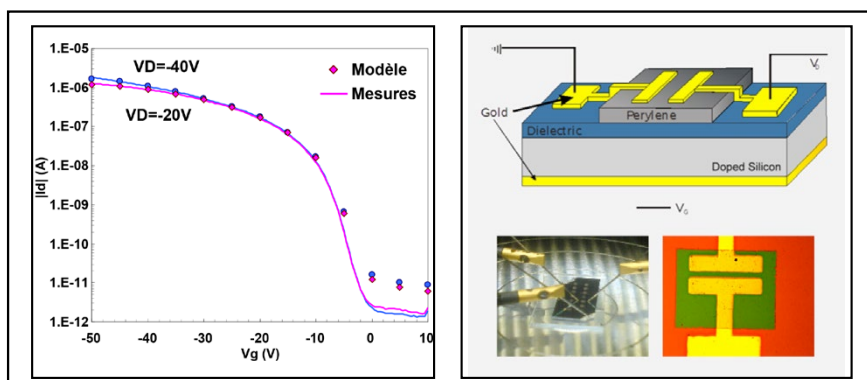 1.E-05
1.E-06
1.E-07
1.E-08
1.E-09
1.E-10
1.E-11
1.E-12
|Id| (A)
VD=-40V
VD=-20V
Modèle
Mesures
-50
-40
-30
-20
-10
0
10
Vg (V)
V
Gold
Perylene
Dielectric
Doped Silicon
V_G